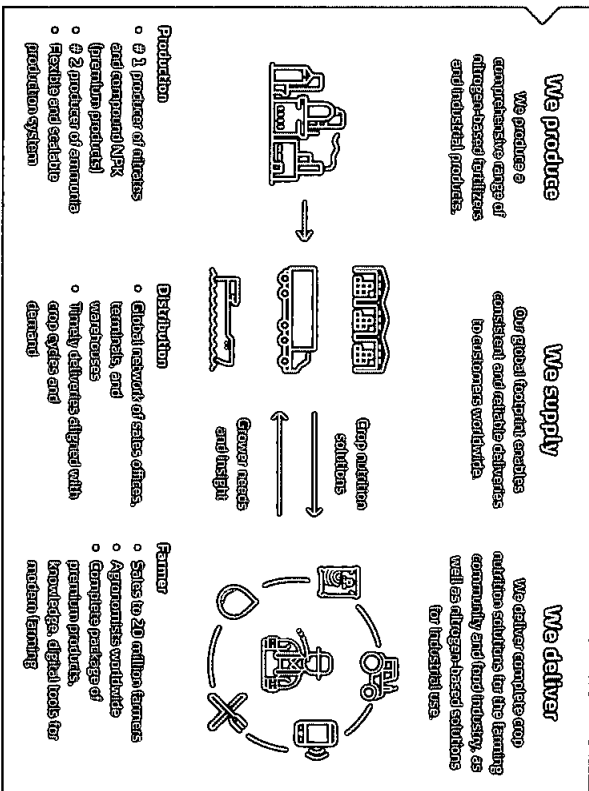 We produce
We produce a
comprehensive range of
nitrogen-based fertilizers
and industrial products.
Production
• # 1 producer of nitrates
and compound NPK
(premium products)
• # 2 producer of ammonia
• Flexible and scalable
production system
We supply
Our global footprint enables
consistent and reliable deliveries
to customers worldwide.
Crop nutrition
solutions
Grower needs
and insight
Distribution
• Global network of sales offices,
terminals, and
warehouses
• Timely deliveries aligned with
crop cycles and
demand
We deliver
We deliver complete crop
nutrition solutions for the farming
community and food industry, as
well as nitrogen-based solutions
for industrial use.
Farmer
• Sales to 20 million farmers
• Agronomists worldwide
• Complete package of
premium products,
knowledge, digital tools for
modern farming